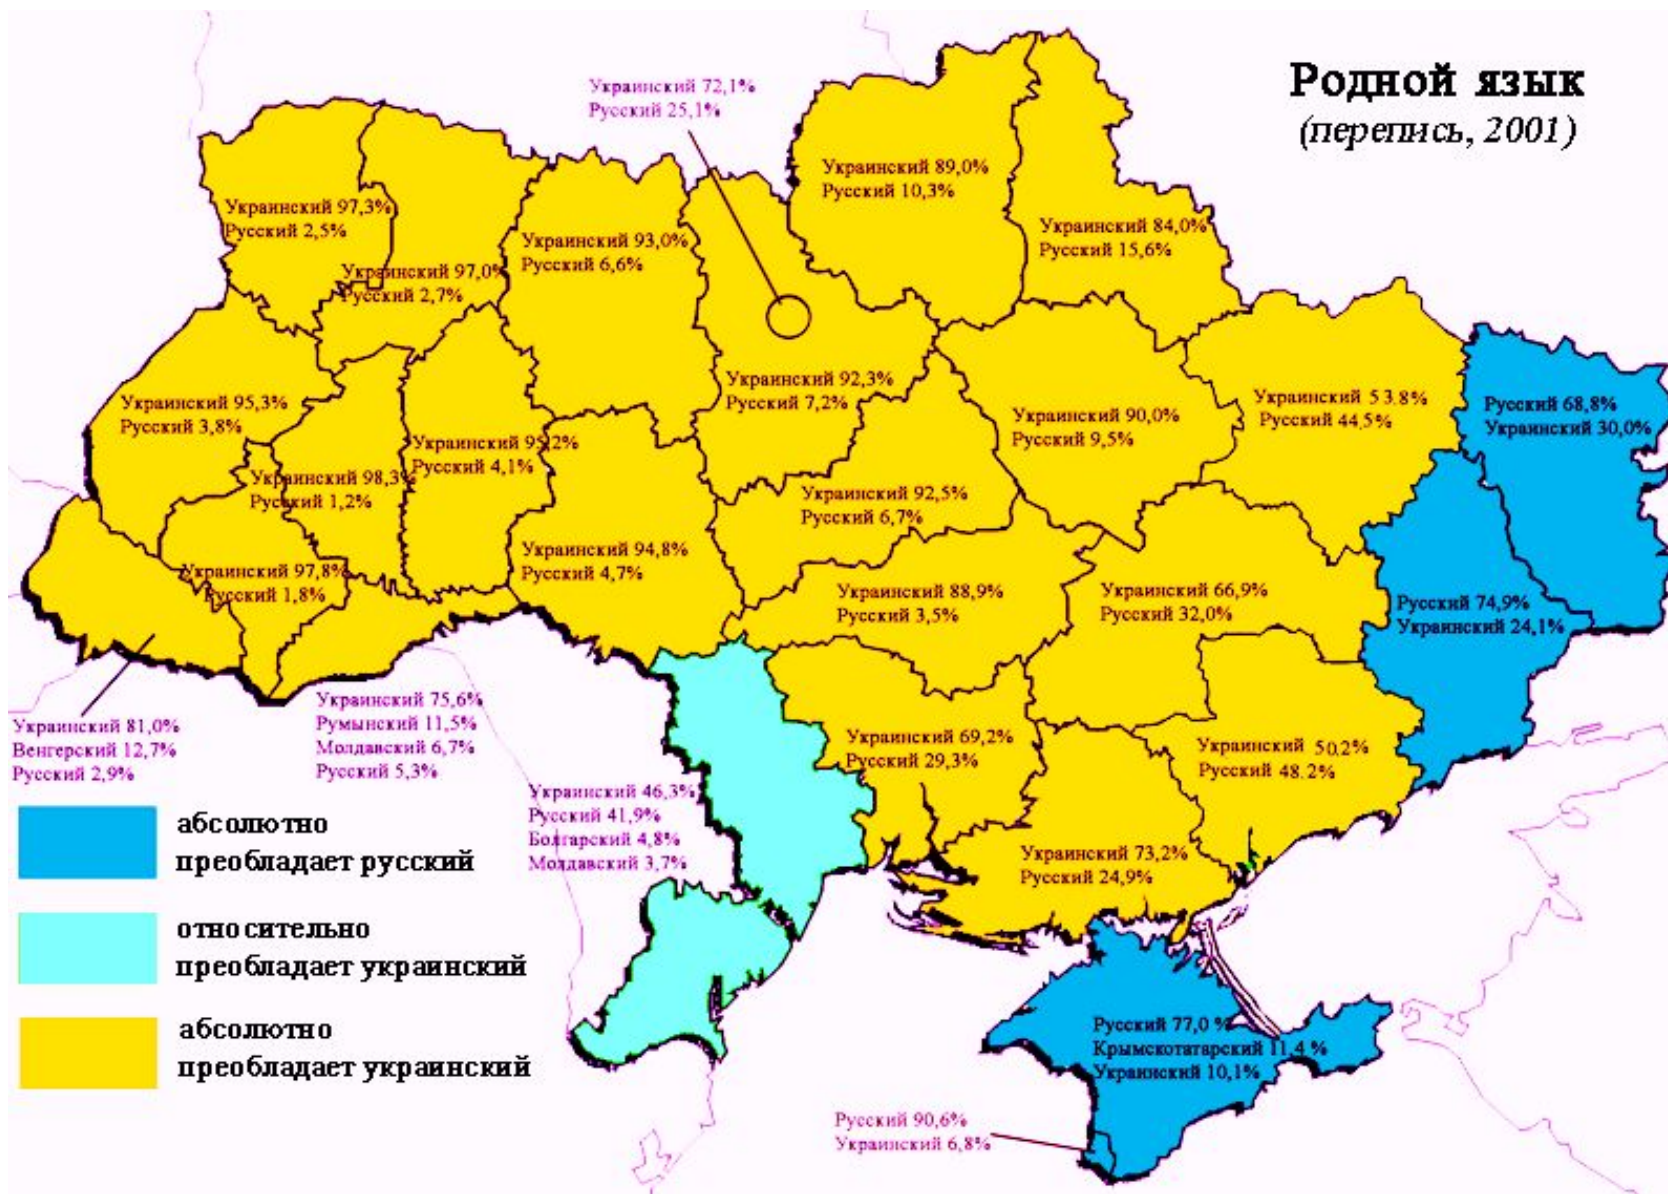 Родной язык
(перепись, 2001)
Украинский 72,1%
Русский 25,1%
Украинский 89,0%
Русский 10,3%
Украинский 97,3%
Русский 2,5%
Украинский 84,0%
Русский 15,6%
Украинский 93,0%
Русский 6,6%
Украинский 97,0%
Русский 2,7%
Украинский 92,3%
Русский 7,2%
Украинский 95,3%
Русский 3,8%
Украинский 53.8%
Русский 44,5%
Русский 68,8%
Украинский 30,0%
Украинский 90,0%
Русский 9,5%
Украинский 95,2%
Русский 4,1%
Украинский 98,3%
Русский 1,2%
Украинский 92,5%
Русский 6,7%
Украинский 94,8%
Русский 4,7%
Украинский 97,8%
Русский 1,8%
Украинский 88,9%
Русский 3,5%
Украинский 66,9%
Русский 32,0%
Русский 74,9%
Украинский 24,1%
Украинский 81,0%
Венгерский 12,7%
Русский 2,9%
Украинский 75,6%
Румынский 11,5%
Молдавский 6,7%
Русский 5,3%
Украинский 69,2%
Русский 29,3%
Украинский 50.2%
Русский 48.2%
Украинский 46,3%
Русский 41,9%
Болгарский 4,8%
Молдавский 3,7%
Украинский 73,2%
Русский 24,9%
абсолютно
преобладает русский
относительно
преобладает украинский
абсолютно
преобладает украинский
Русский 77,0 %
Крымскотатарский 11,4 %
Украинский 10,1%
Русский 90,6%
Украинский 6,8%